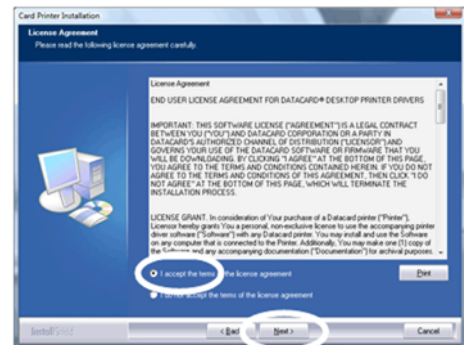 Card Printer Installation
License Agreement
Please read the following license agreement carefully.
License Agreement
END USER LICENSE AGREEMENT FOR DATACARD® DESKTOP PRINTER DRIVERS
IMPORTANT: THIS SOFTWARE LICENSE ("AGREEMENT") IS A LEGAL CONTRACT
BETWEEN YOU ("YOU") AND DATACARD CORPORATION OR A PARTY IN
DATACARD'S AUTHORIZED CHANNEL OF DISTRIBUTION ("LICENSOR") AND
GOVERNS YOUR USE OF THE DATACARD SOFTWARE OR FIRMWARE THAT YOU
WILL BE DOWNLOADING. BY CLICKING "I AGREE" AT THE BOTTOM OF THIS PAGE,
YOU AGREE TO THE TERMS AND CONDITIONS CONTAINED HEREIN. IF YOU DO NOT
AGREE TO THE TERMS AND CONDITIONS OF THIS AGREEMENT, THEN CLICK "I DO
NOT AGREE" AT THE BOTTOM OF THIS PAGE, WHICH WILL TERMINATE THE
INSTALLATION PROCESS.
LICENSE GRANT. In consideration of Your purchase of a Datacard printer ("Printer"),
Licensor hereby grants You a personal, non-exclusive license to use the accompanying printer
driver software ("Software") with any Datacard printer. You may install and use the Software
on any computer that is connected to the Printer. Additionally, You may make one (1) copy of
the Software and any accompanying documentation ("Documentation") for archival purposes.
I accept the terms of the license agreement
Print
I do not accept the terms of the license agreement
InstallShield
< Back
Next >
Cancel